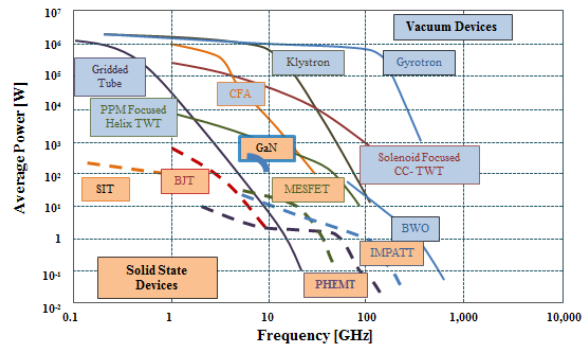 Vacuum Devices
Gridded
Tube
Klystron
Gyrotron
CFA
PPM Focused
Helix TWT
GaN
Solenoid Focused
CC- TWT
SIT
BJT
MESFET
BWO
IMPATT
Solid State
Devices
PHEMT
Average Power [W]
10⁶
10⁵
10⁴
10³
10²
10
1
10⁻¹
10⁻²
0.1
1
10
100
1,000
10,000
Frequency [GHz]